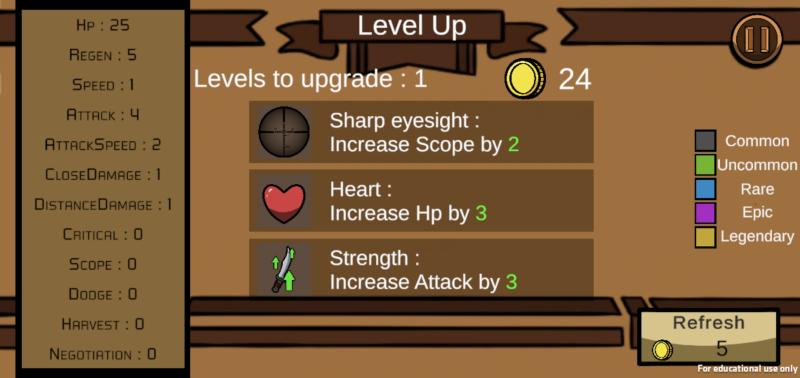 Hp : 25
Regen : 5
Speed : 1
Attack : 4
AttackSpeed : 2
CloseDamage : 1
DistanceDamage : 1
Critical : 0
Scope : 0
Dodge : 0
Harvest : 0
Negotiation : 0
Level Up
Levels to upgrade : 1
24
Sharp eyesight :
Increase Scope by 2
Heart :
Increase Hp by 3
Strength :
Increase Attack by 3
Common
Uncommon
Rare
Epic
Legendary
Refresh
5
For educational use only